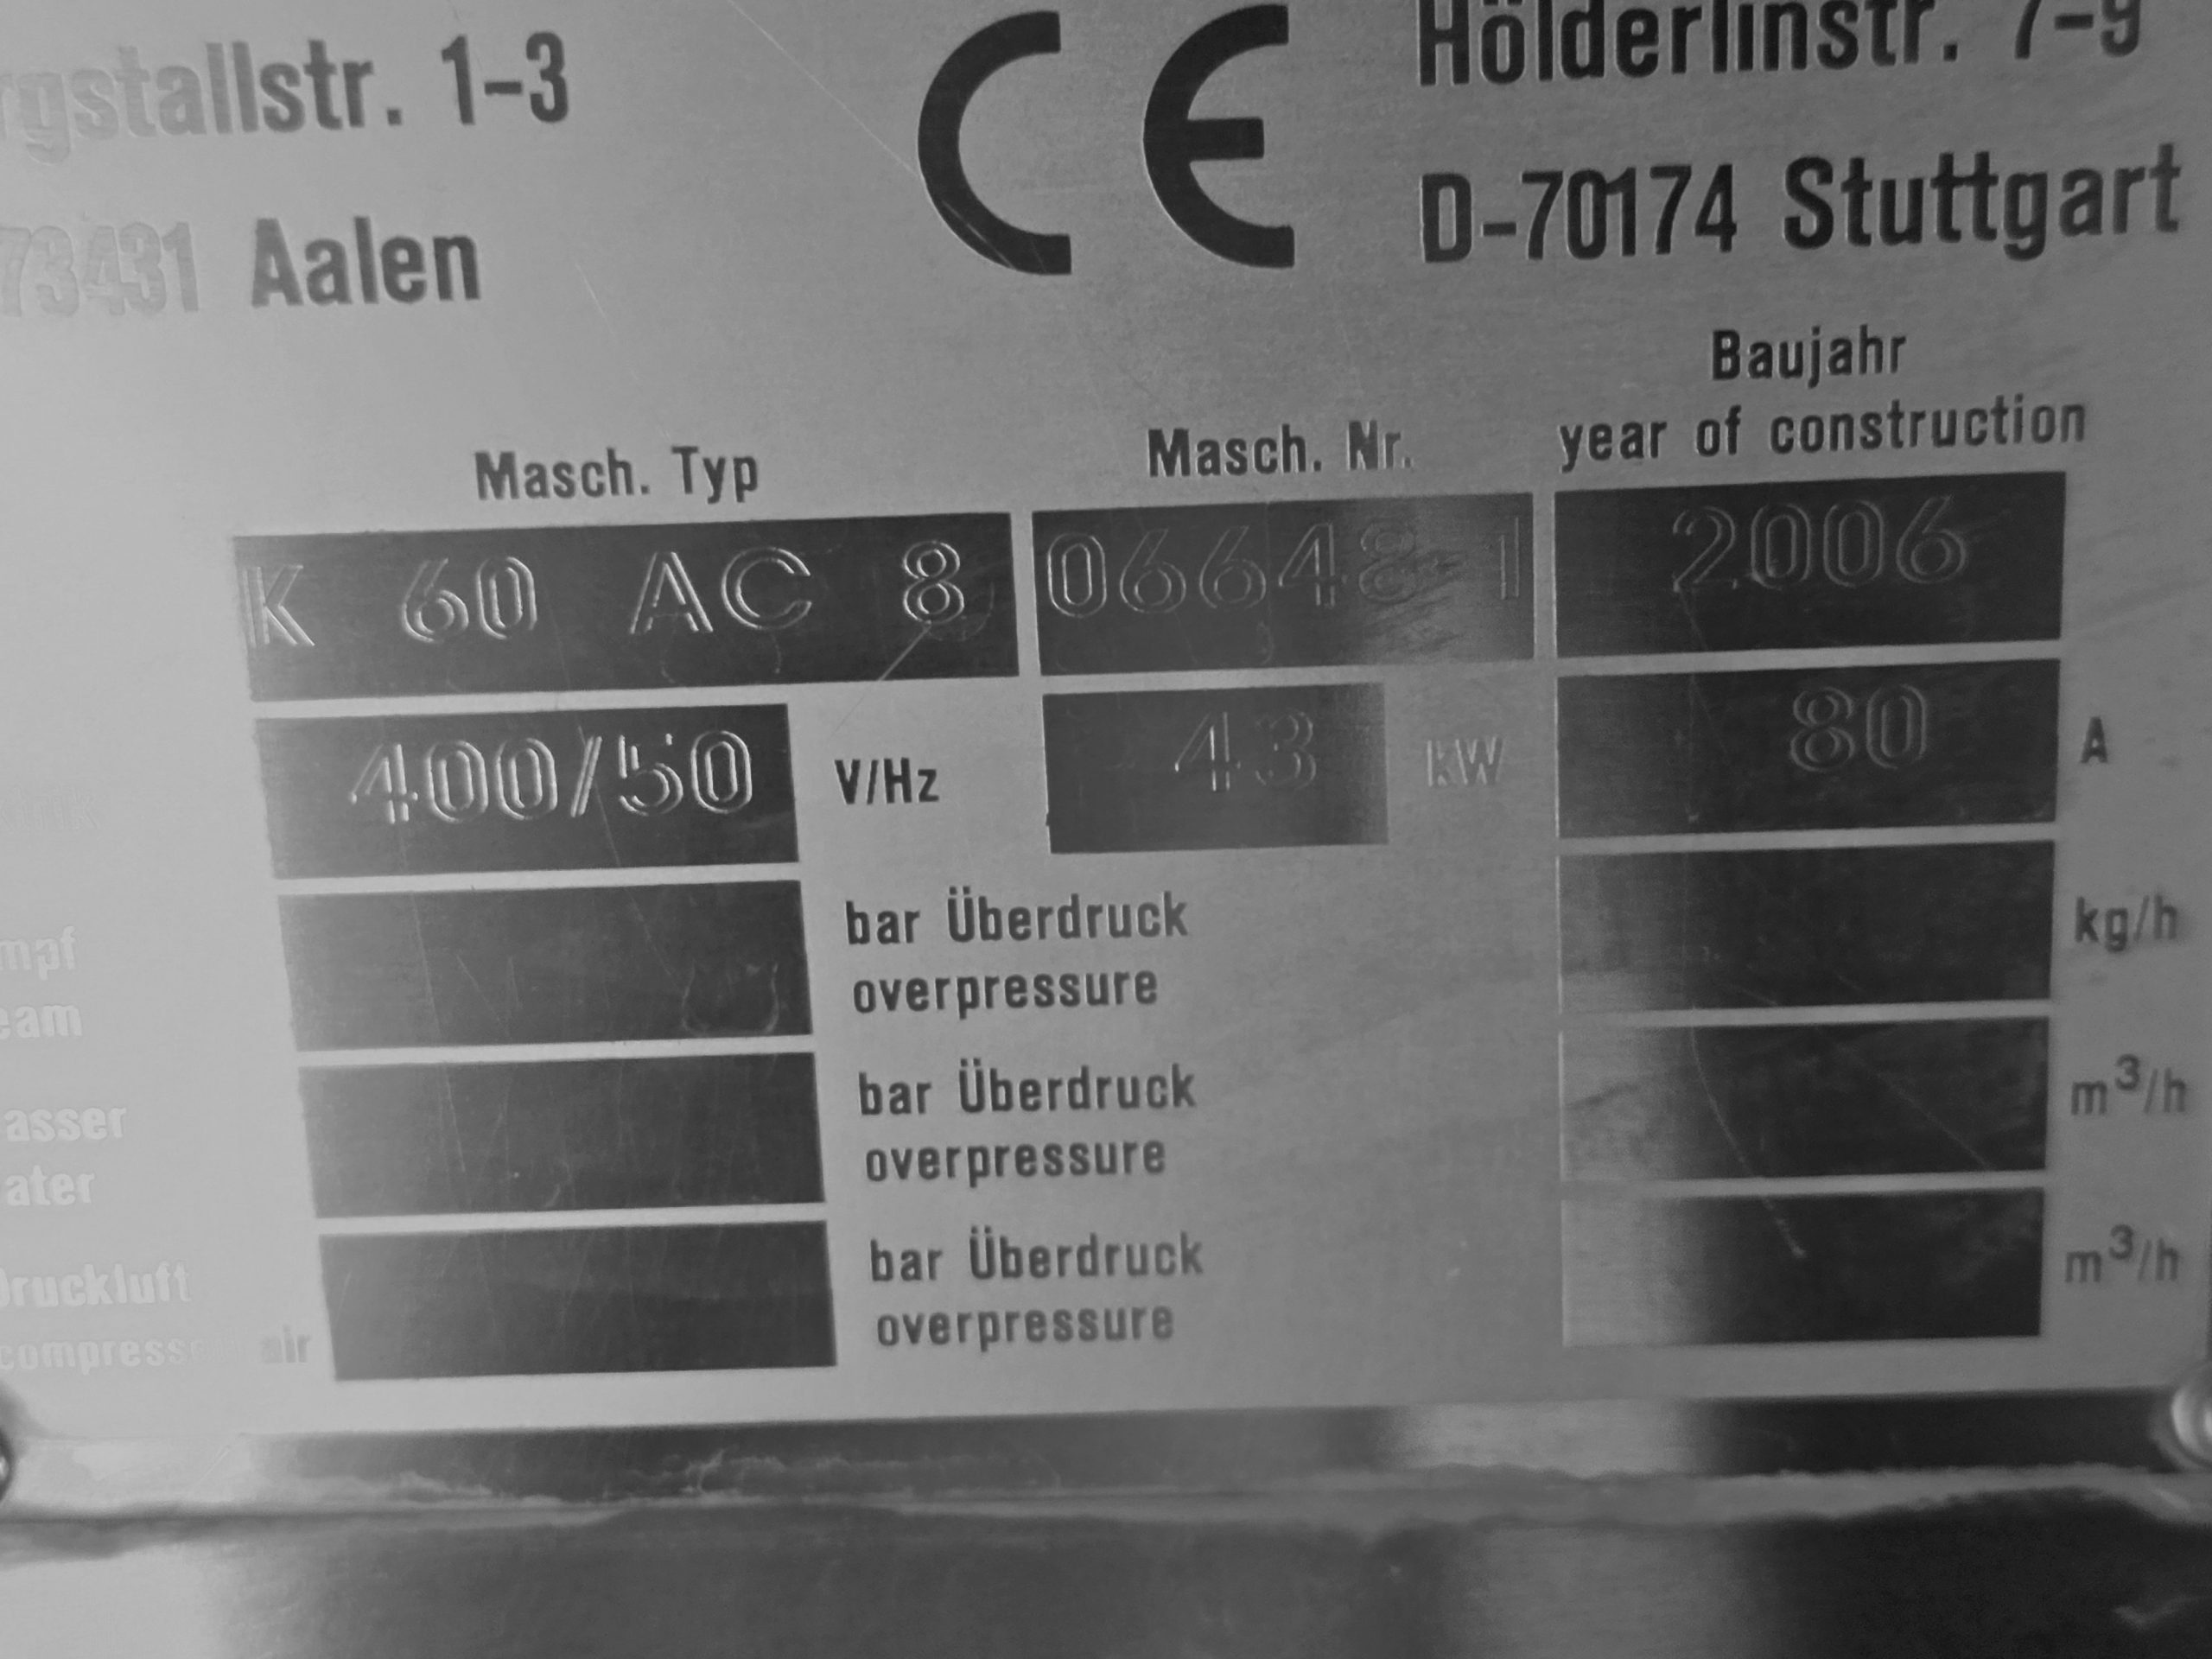 rgstallstr. 1-3
CE
Hölderlinstr. 7-9
73431 Aalen
D-70174 Stuttgart
Baujahr
Masch. Typ
Masch. Nr.
year of construction
K 60 AC 8
06648-1
2006
400/50 V/Hz
43 kW
80 A
mpf
bar Überdruck
kg/h
eam
overpressure
asser
bar Überdruck
m³/h
ater
overpressure
Druckluft
bar Überdruck
m³/h
compress air
overpressure